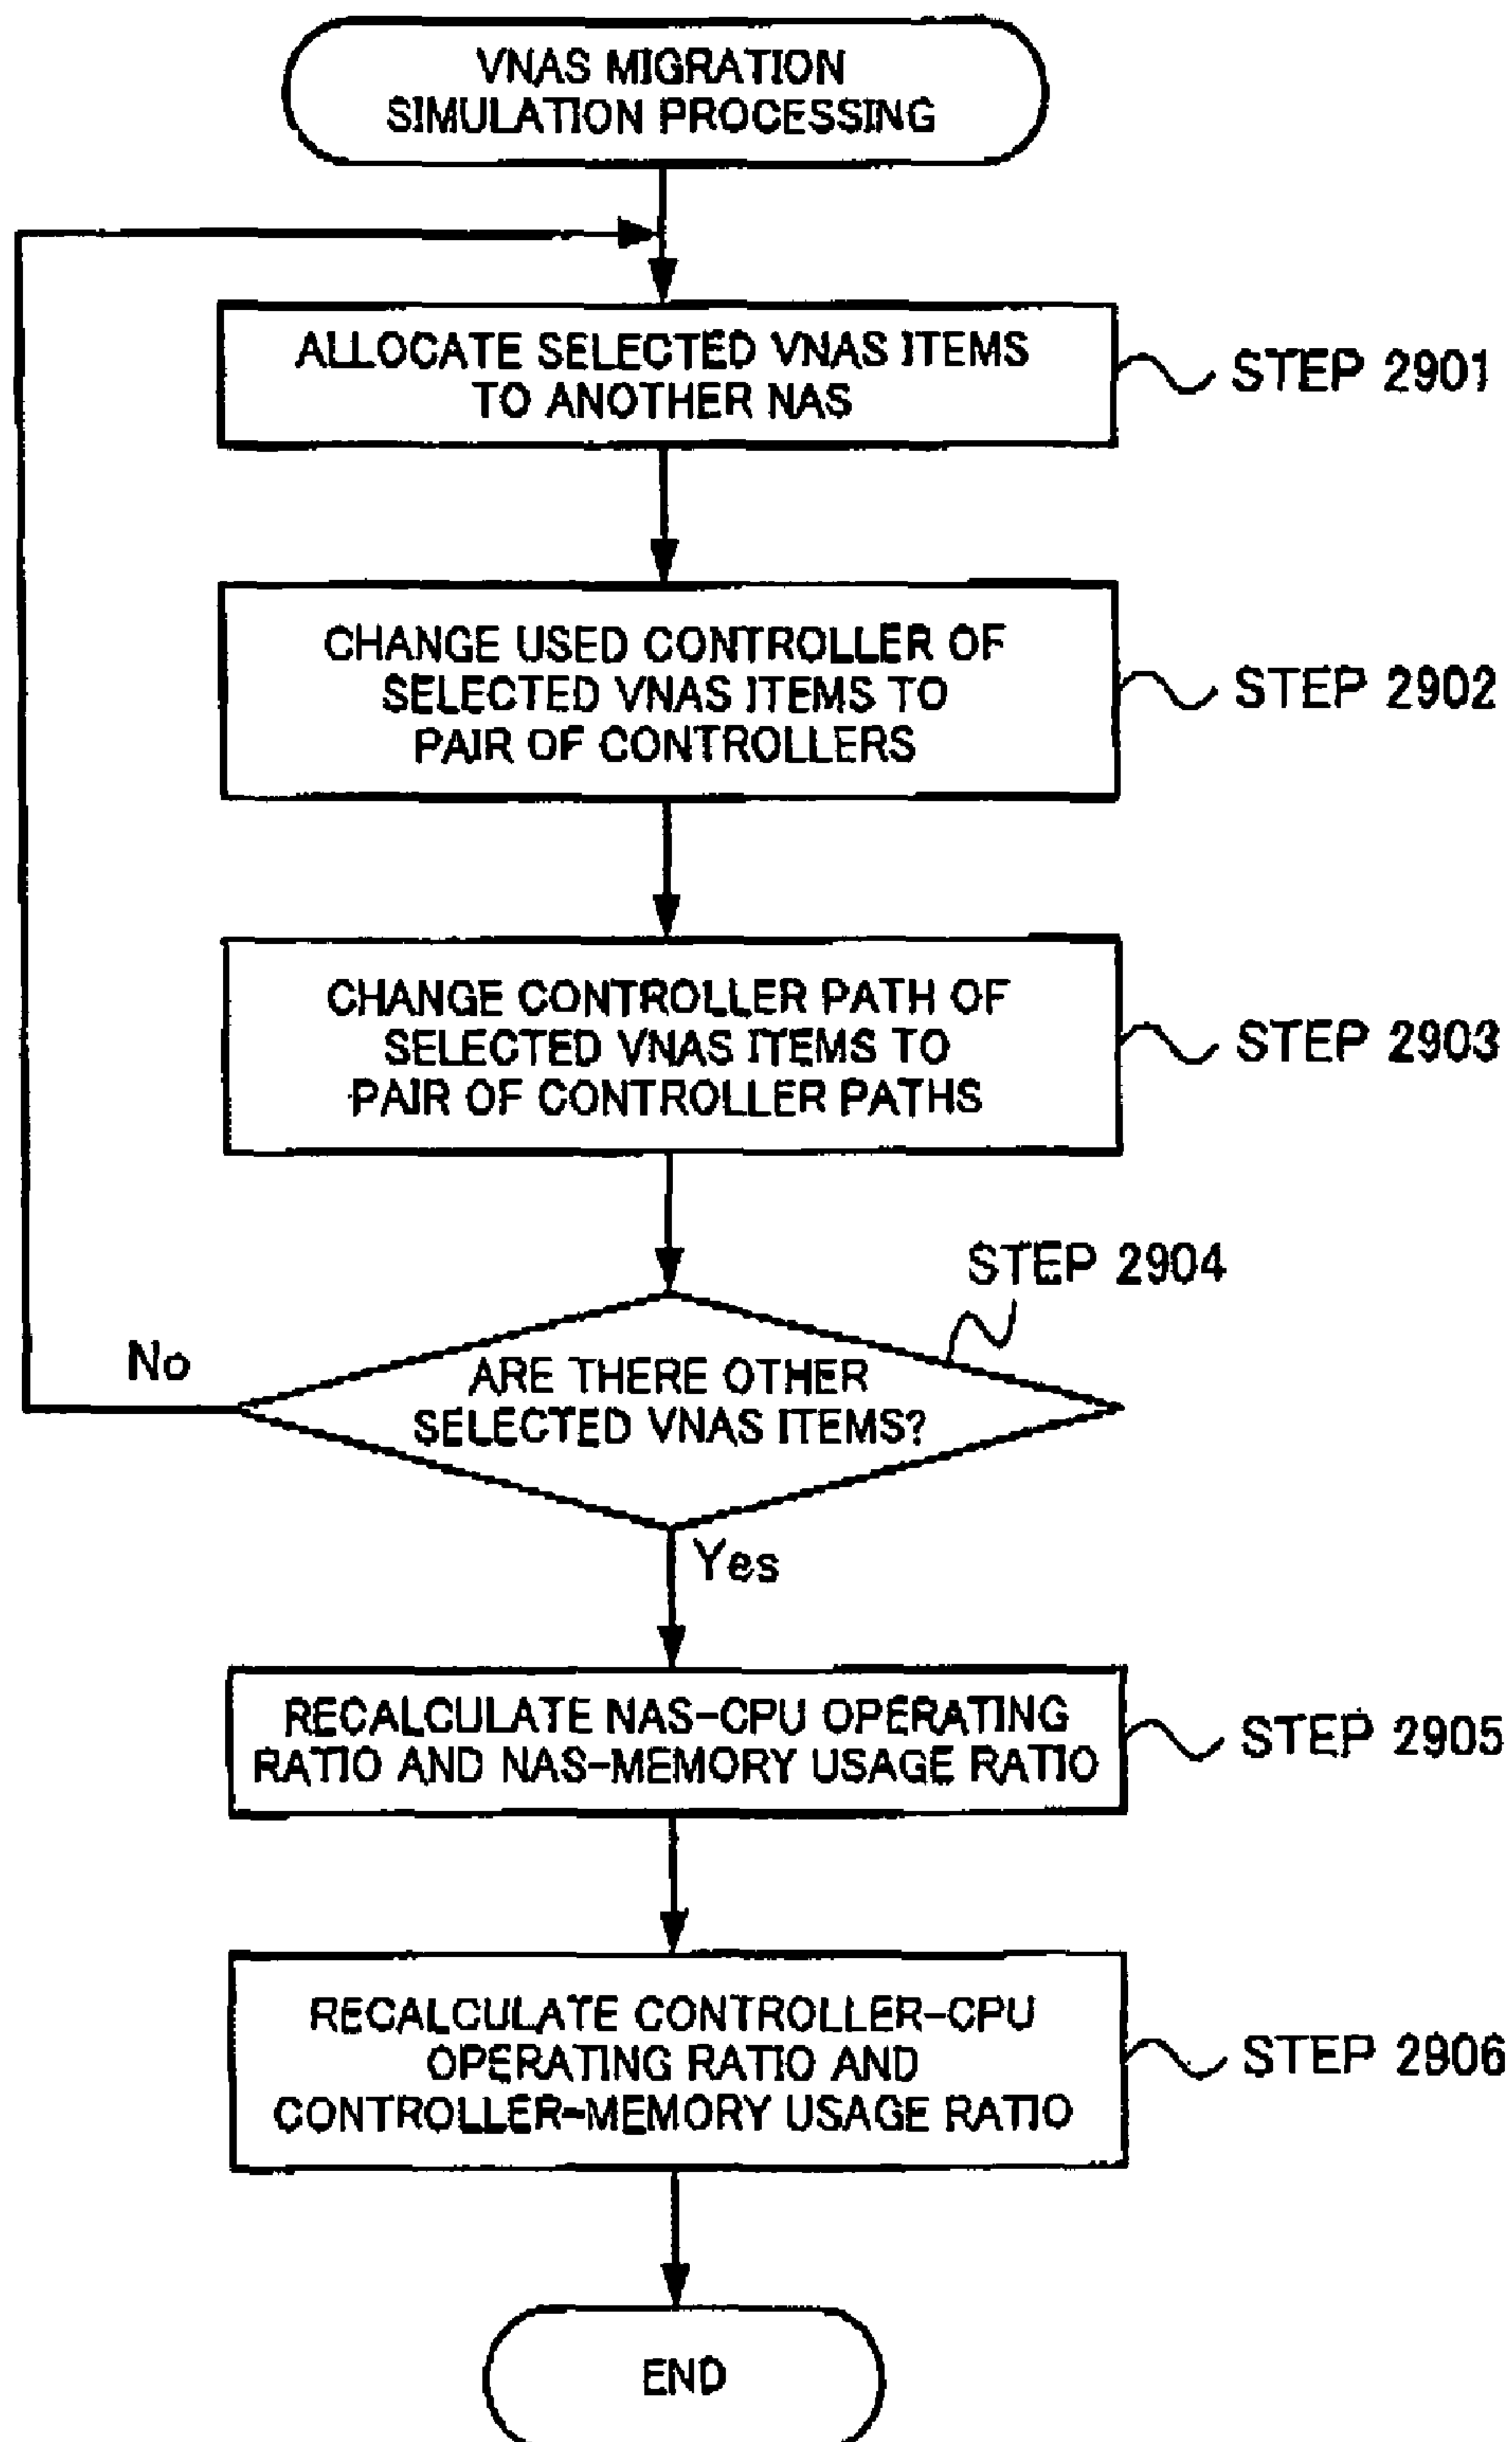 VNAS MIGRATION
SIMULATION PROCESSING
ALLOCATE SELECTED VNAS ITEMS
TO ANOTHER NAS
STEP 2901
CHANGE USED CONTROLLER OF
SELECTED VNAS ITEMS TO
PAIR OF CONTROLLERS
STEP 2902
CHANGE CONTROLLER PATH OF
SELECTED VNAS ITEMS TO
PAIR OF CONTROLLER PATHS
STEP 2903
STEP 2904
No
ARE THERE OTHER
SELECTED VNAS ITEMS?
Yes
RECALCULATE NAS-CPU OPERATING
RATIO AND NAS-MEMORY USAGE RATIO
STEP 2905
RECALCULATE CONTROLLER-CPU
OPERATING RATIO AND
CONTROLLER-MEMORY USAGE RATIO
STEP 2906
END